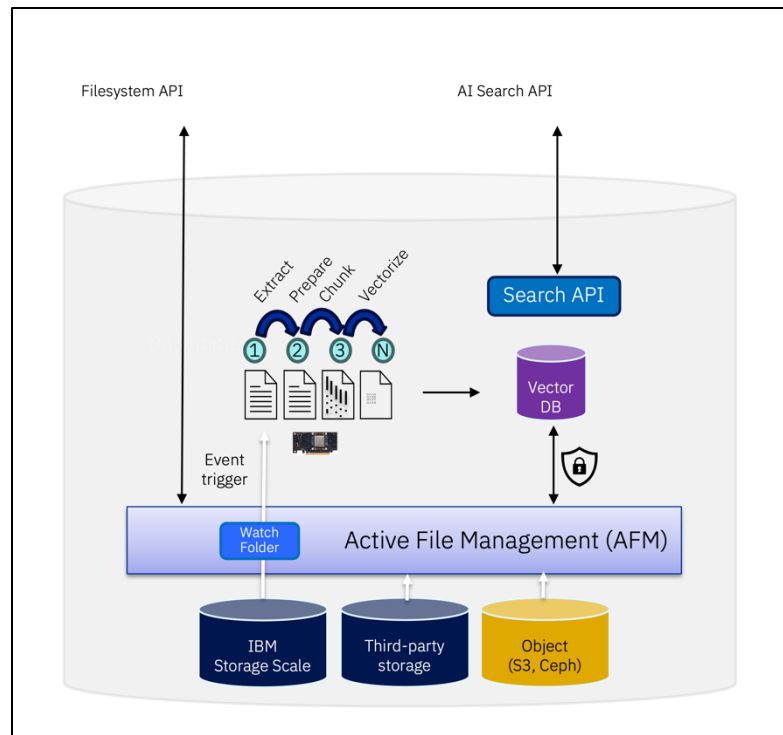 Filesystem API
AI Search API
Extract
Prepare
Chunk
Vectorize
1
2
3
N
Search API
Vector
DB
Event
trigger
Watch
Folder
Active File Management (AFM)
IBM
Storage Scale
Third-party
storage
Object
(S3, Ceph)